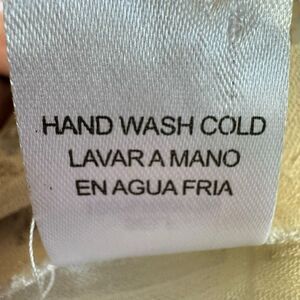 HAND WASH COLD
LAVAR A MANO
EN AGUA FRIA